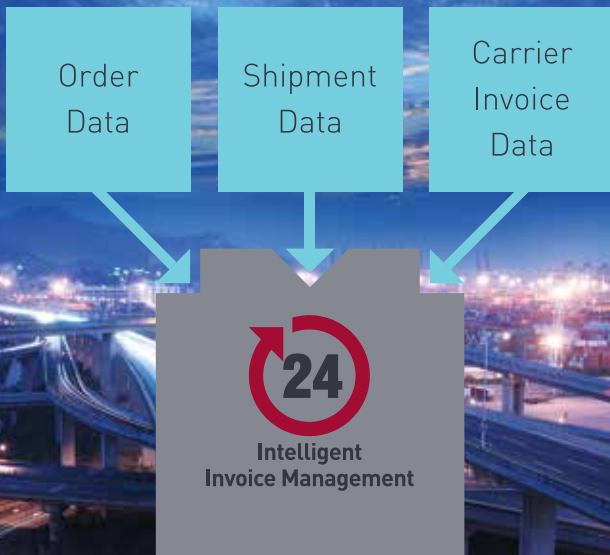 Order
Data
Shipment
Data
Carrier
Invoice
Data
24
Intelligent
Invoice Management